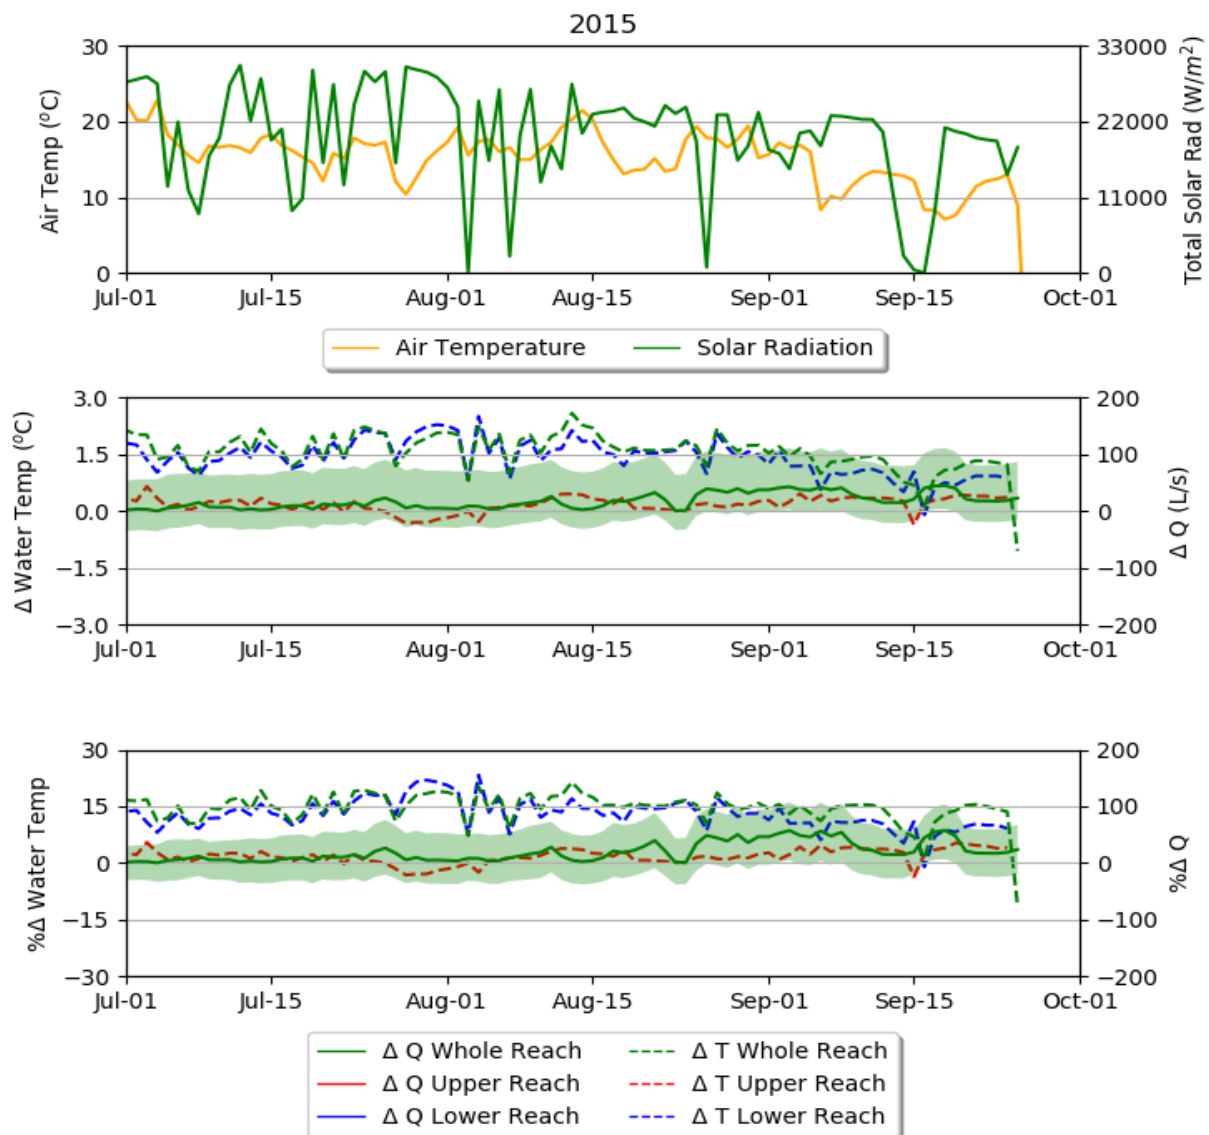 2015
Air Temp (⁰C)
30
20
10
0
33000
22000
11000
0
Total Solar Rad (W/m²)
Jul-01 Jul-15 Aug-01 Aug-15 Sep-01 Sep-15 Oct-01
Air Temperature Solar Radiation
Δ Water Temp (⁰C)
3.0
1.5
0.0
−1.5
−3.0
200
100
0
−100
−200
Δ Q (L/s)
Jul-01 Jul-15 Aug-01 Aug-15 Sep-01 Sep-15 Oct-01
%Δ Water Temp
30
15
0
−15
−30
200
100
0
−100
−200
%Δ Q
Jul-01 Jul-15 Aug-01 Aug-15 Sep-01 Sep-15 Oct-01
Δ Q Whole Reach Δ T Whole Reach
Δ Q Upper Reach Δ T Upper Reach
Δ Q Lower Reach Δ T Lower Reach